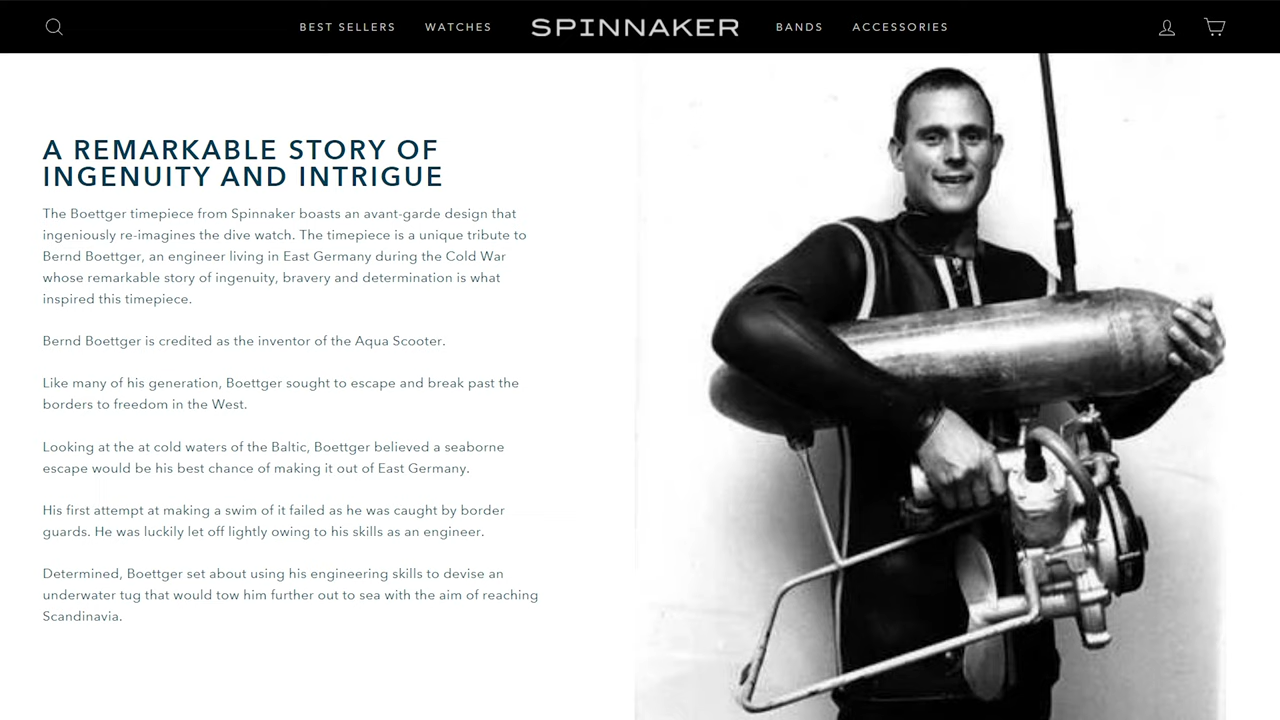 BEST SELLERS WATCHES SPINNAKER BANDS ACCESSORIES
A REMARKABLE STORY OF
INGENUITY AND INTRIGUE
The Boettger timepiece from Spinnaker boasts an avant-garde design that
ingeniously re-imagines the dive watch. The timepiece is a unique tribute to
Bernd Boettger, an engineer living in East Germany during the Cold War
whose remarkable story of ingenuity, bravery and determination is what
inspired this timepiece.
Bernd Boettger is credited as the inventor of the Aqua Scooter.
Like many of his generation, Boettger sought to escape and break past the
borders to freedom in the West.
Looking at the at cold waters of the Baltic, Boettger believed a seaborne
escape would be his best chance of making it out of East Germany.
His first attempt at making a swim of it failed as he was caught by border
guards. He was luckily let off lightly owing to his skills as an engineer.
Determined, Boettger set about using his engineering skills to devise an
underwater tug that would tow him further out to sea with the aim of reaching
Scandinavia.